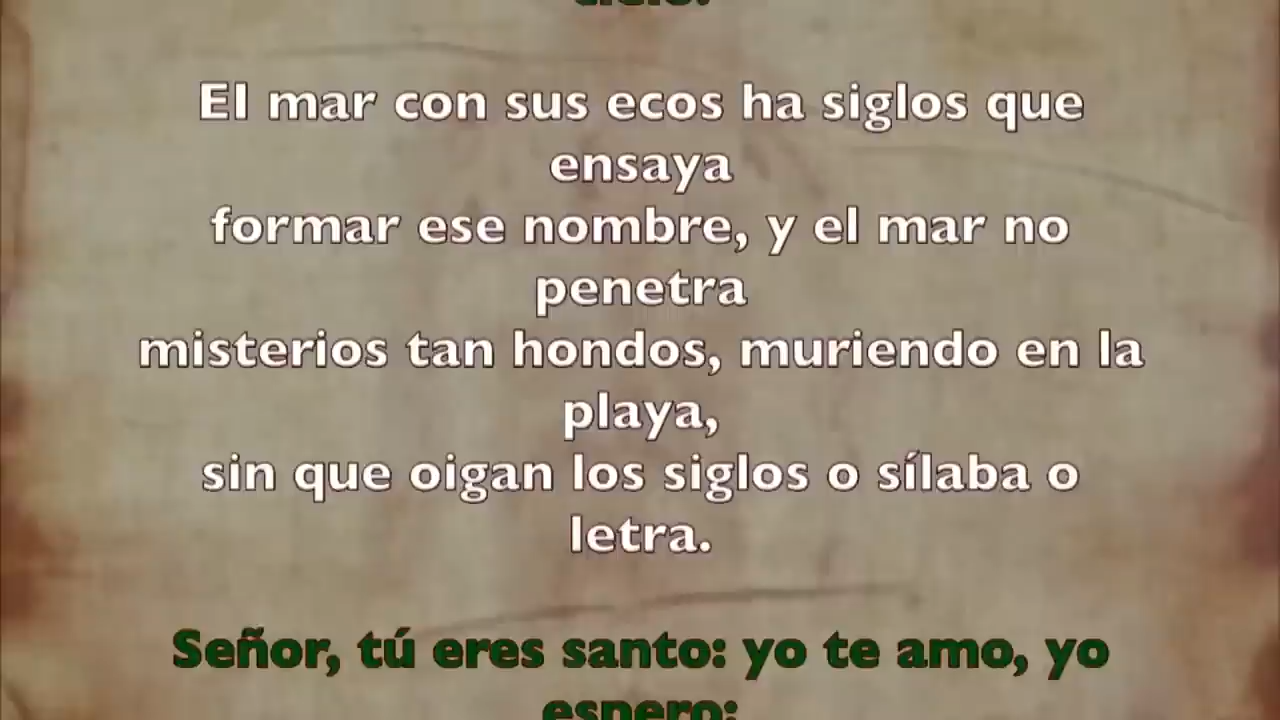 El mar con sus ecos ha siglos que
ensaya
formar ese nombre, y el mar no
penetra
misterios tan hondos, muriendo en la
playa,
sin que oigan los siglos o sílaba o
letra.
Señor, tú eres santo: yo te amo, yo
espero: